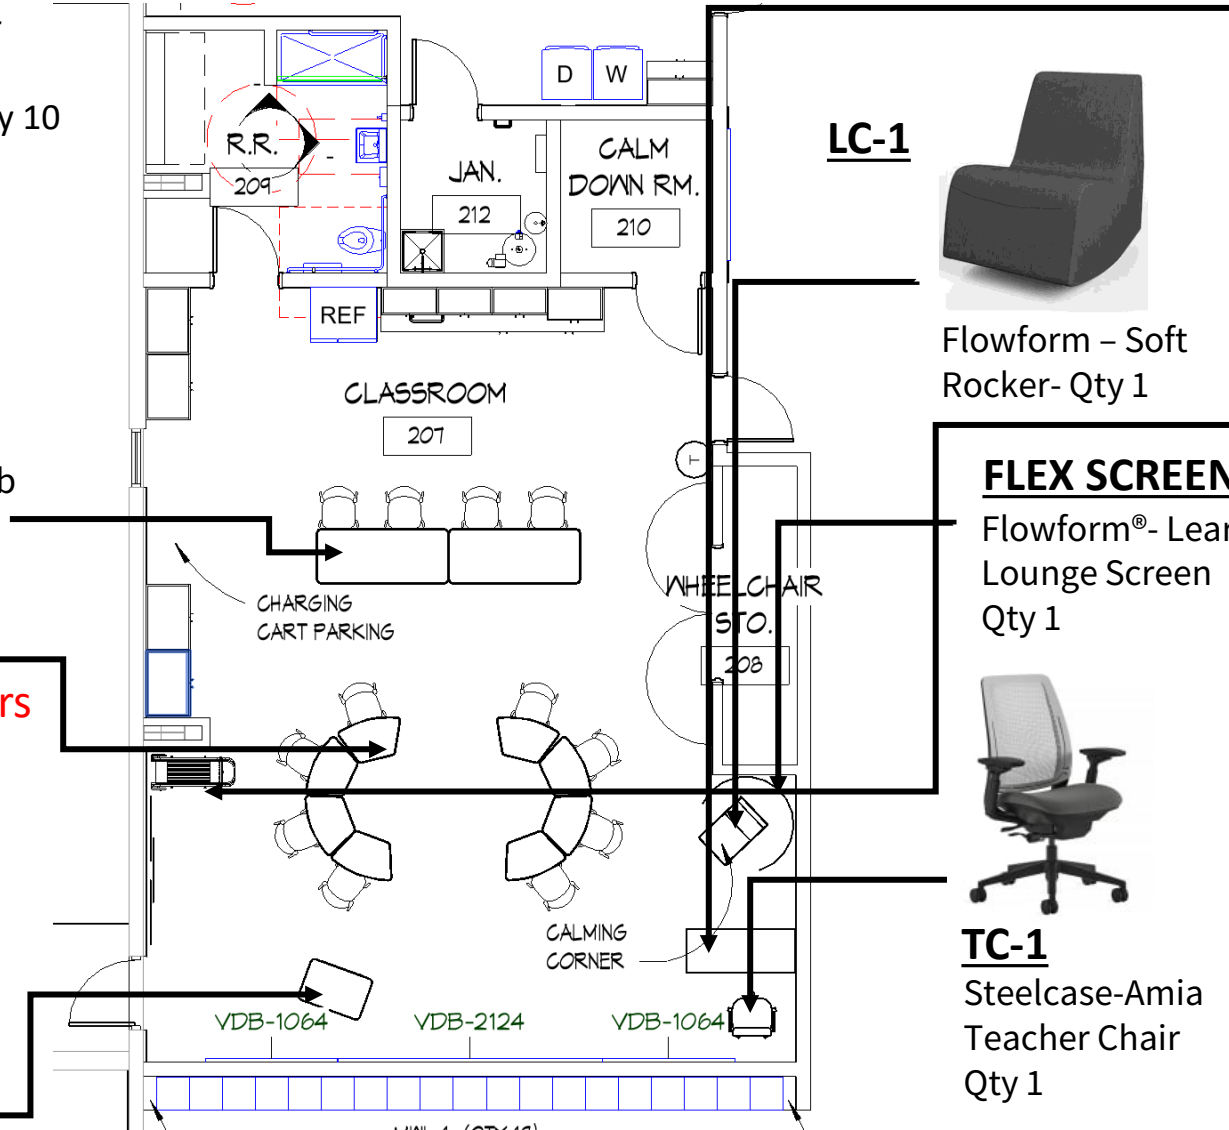 y 10
b
rs
R.R.
209
JAN.
212
D
W
CALM
DOWN RM.
210
REF
CLASSROOM
207
T
CHARGING
CART PARKING
WHEELCHAIR
STO.
208
CALMING
CORNER
VDB-1064
VDB-2124
VDB-1064
LC-1
Flowform – Soft
Rocker- Qty 1
FLEX SCREEN
Flowform®- Lear
Lounge Screen
Qty 1
TC-1
Steelcase-Amia
Teacher Chair
Qty 1